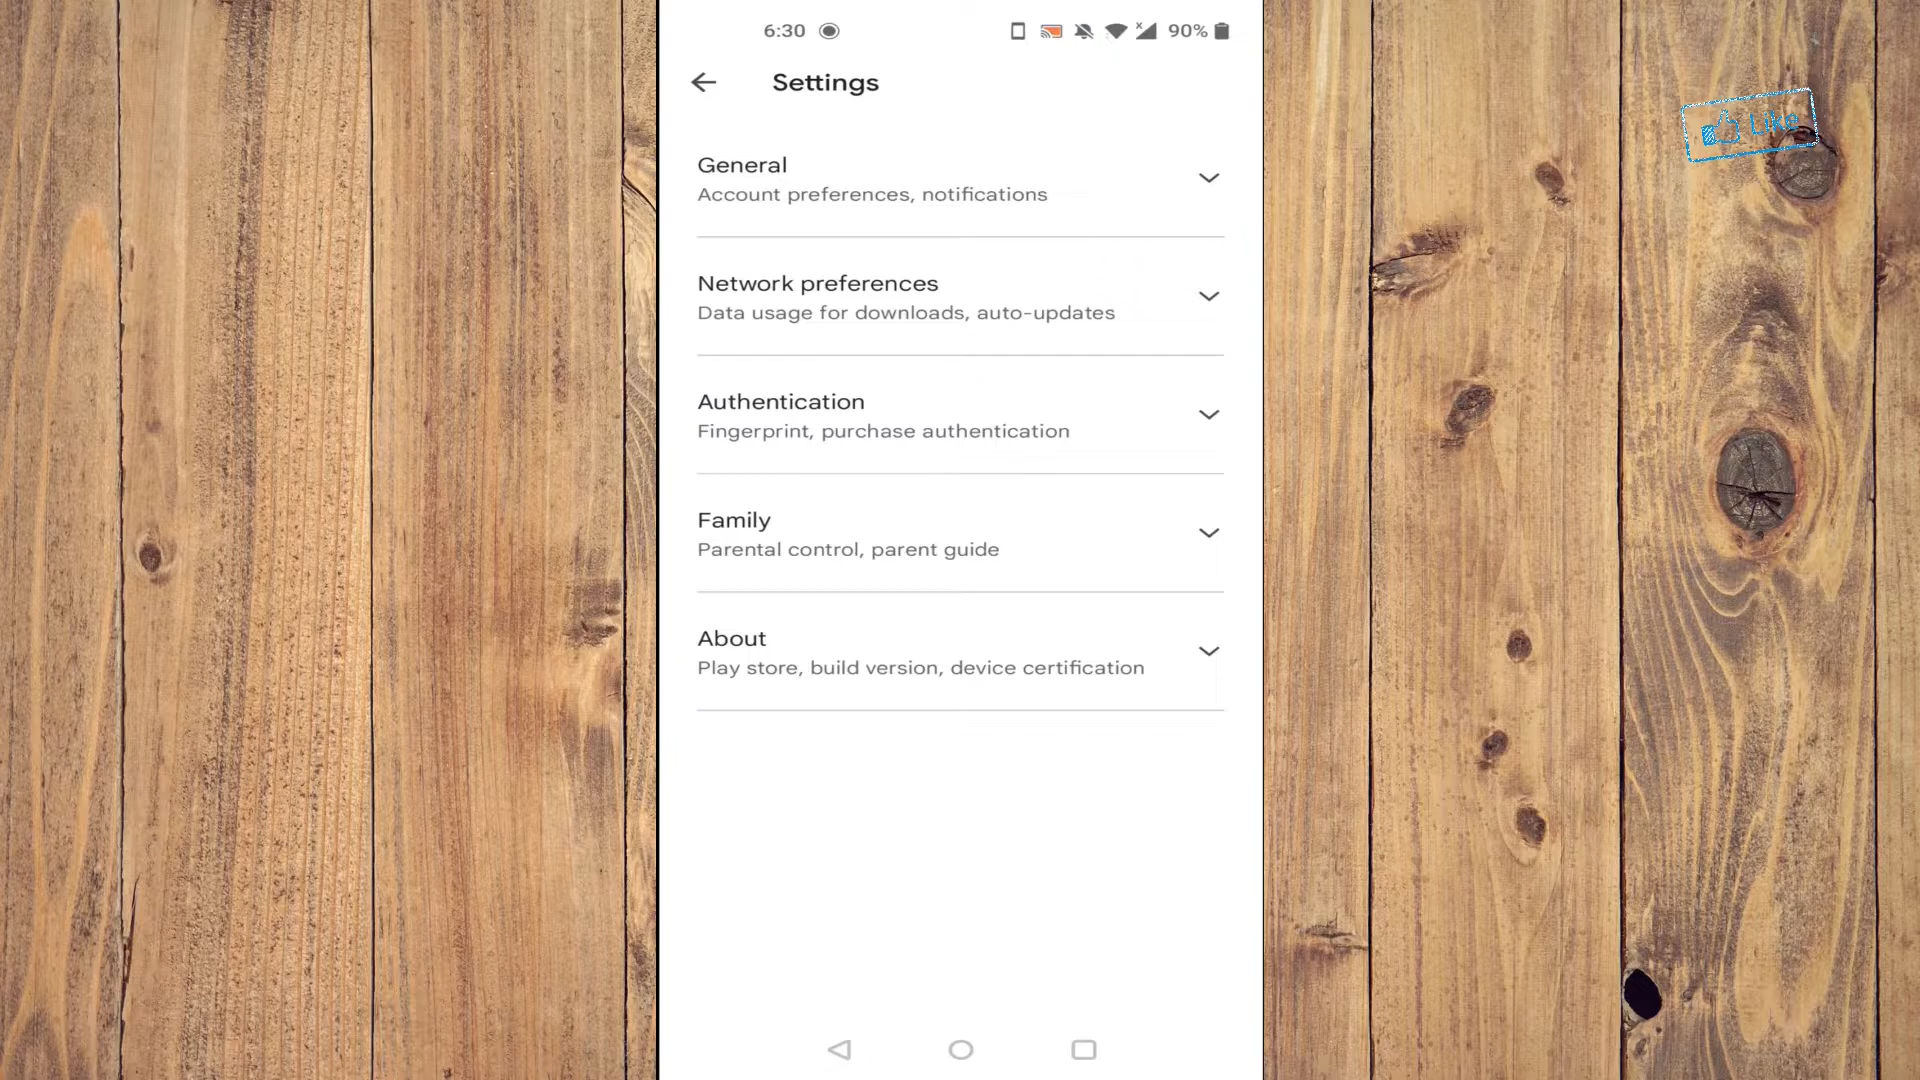 6:30
90%
Settings
Like
General
Account preferences, notifications
Network preferences
Data usage for downloads, auto-updates
Authentication
Fingerprint, purchase authentication
Family
Parental control, parent guide
About
Play store, build version, device certification